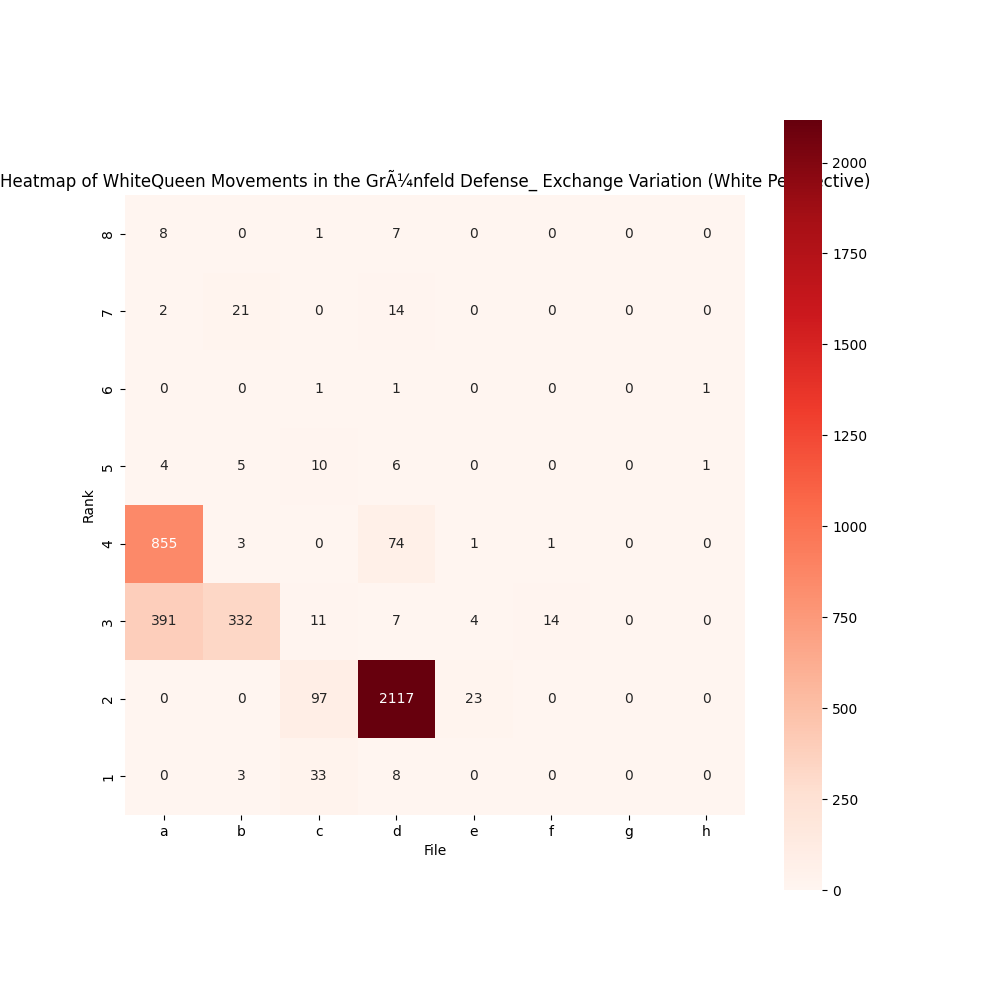 Heatmap of WhiteQueen Movements in the GrÃ¼nfeld Defense_ Exchange Variation (White Pe ective)
2000
8 8 0 1 7 0 0 0 0
1750
7 2 21 0 14 0 0 0 0
1500
6 0 0 1 1 0 0 0 1
1250
5 4 5 10 6 0 0 0 1
Rank
1000
4 855 3 0 74 1 1 0 0
750
3 391 332 11 7 4 14 0 0
500
2 0 0 97 2117 23 0 0 0
250
1 0 3 33 8 0 0 0 0
a b c d e f g h
File
0